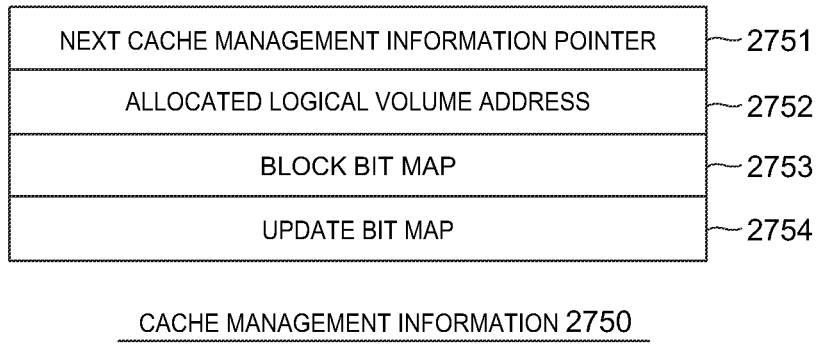 NEXT CACHE MANAGEMENT INFORMATION POINTER 2751
ALLOCATED LOGICAL VOLUME ADDRESS 2752
BLOCK BIT MAP 2753
UPDATE BIT MAP 2754
CACHE MANAGEMENT INFORMATION 2750